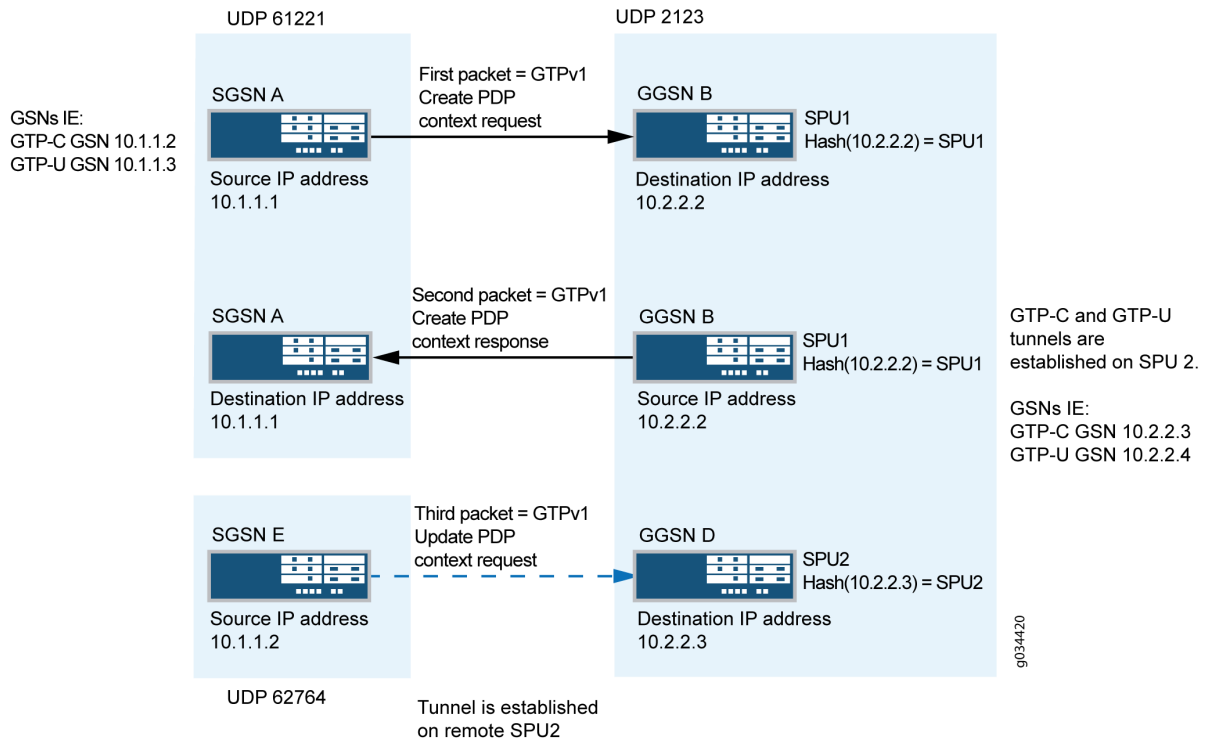 UDP 61221
UDP 2123
GSNs IE:
GTP-C GSN 10.1.1.2
GTP-U GSN 10.1.1.3
SGSN A
Source IP address
10.1.1.1
First packet = GTPv1
Create PDP
context request
GGSN B
SPU1
Hash(10.2.2.2) = SPU1
Destination IP address
10.2.2.2
SGSN A
Destination IP address
10.1.1.1
Second packet = GTPv1
Create PDP
context response
GGSN B
SPU1
Hash(10.2.2.2) = SPU1
Source IP address
10.2.2.2
GTP-C and GTP-U
tunnels are
established on SPU 2.
GSNs IE:
GTP-C GSN 10.2.2.3
GTP-U GSN 10.2.2.4
SGSN E
Source IP address
10.1.1.2
Third packet = GTPv1
Update PDP
context request
GGSN D
SPU2
Hash(10.2.2.3) = SPU2
Destination IP address
10.2.2.3
UDP 62764
Tunnel is established
on remote SPU2
g034420